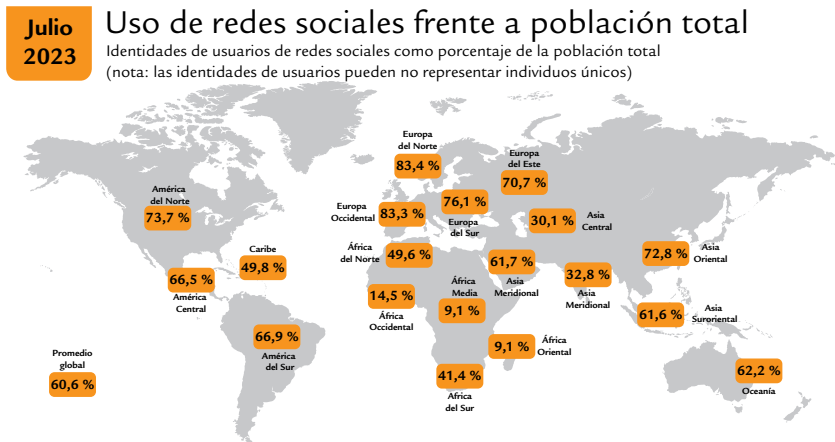 Julio
2023
Uso de redes sociales frente a población total
Identidades de usuarios de redes sociales como porcentaje de la población total
(nota: las identidades de usuarios pueden no representar individuos únicos)
Europa
del Norte
83,4 %
Europa
del Este
70,7 %
América
del Norte
73,7 %
Europa
Occidental
83,3 %
76,1 %
Europa
del Sur
30,1 %
Asia
Central
Caribe
49,8 %
África
del Norte
49,6 %
61,7 %
Asia
Meridional
72,8 %
Asia
Oriental
66,5 %
América
Central
32,8 %
Asia
Meridional
14,5 %
África
Occidental
África
Media
9,1 %
61,6 %
Asia
Suroriental
66,9 %
América
del Sur
9,1 %
África
Oriental
Promedio
global
60,6 %
41,4 %
Africa
del Sur
62,2 %
Oceanía